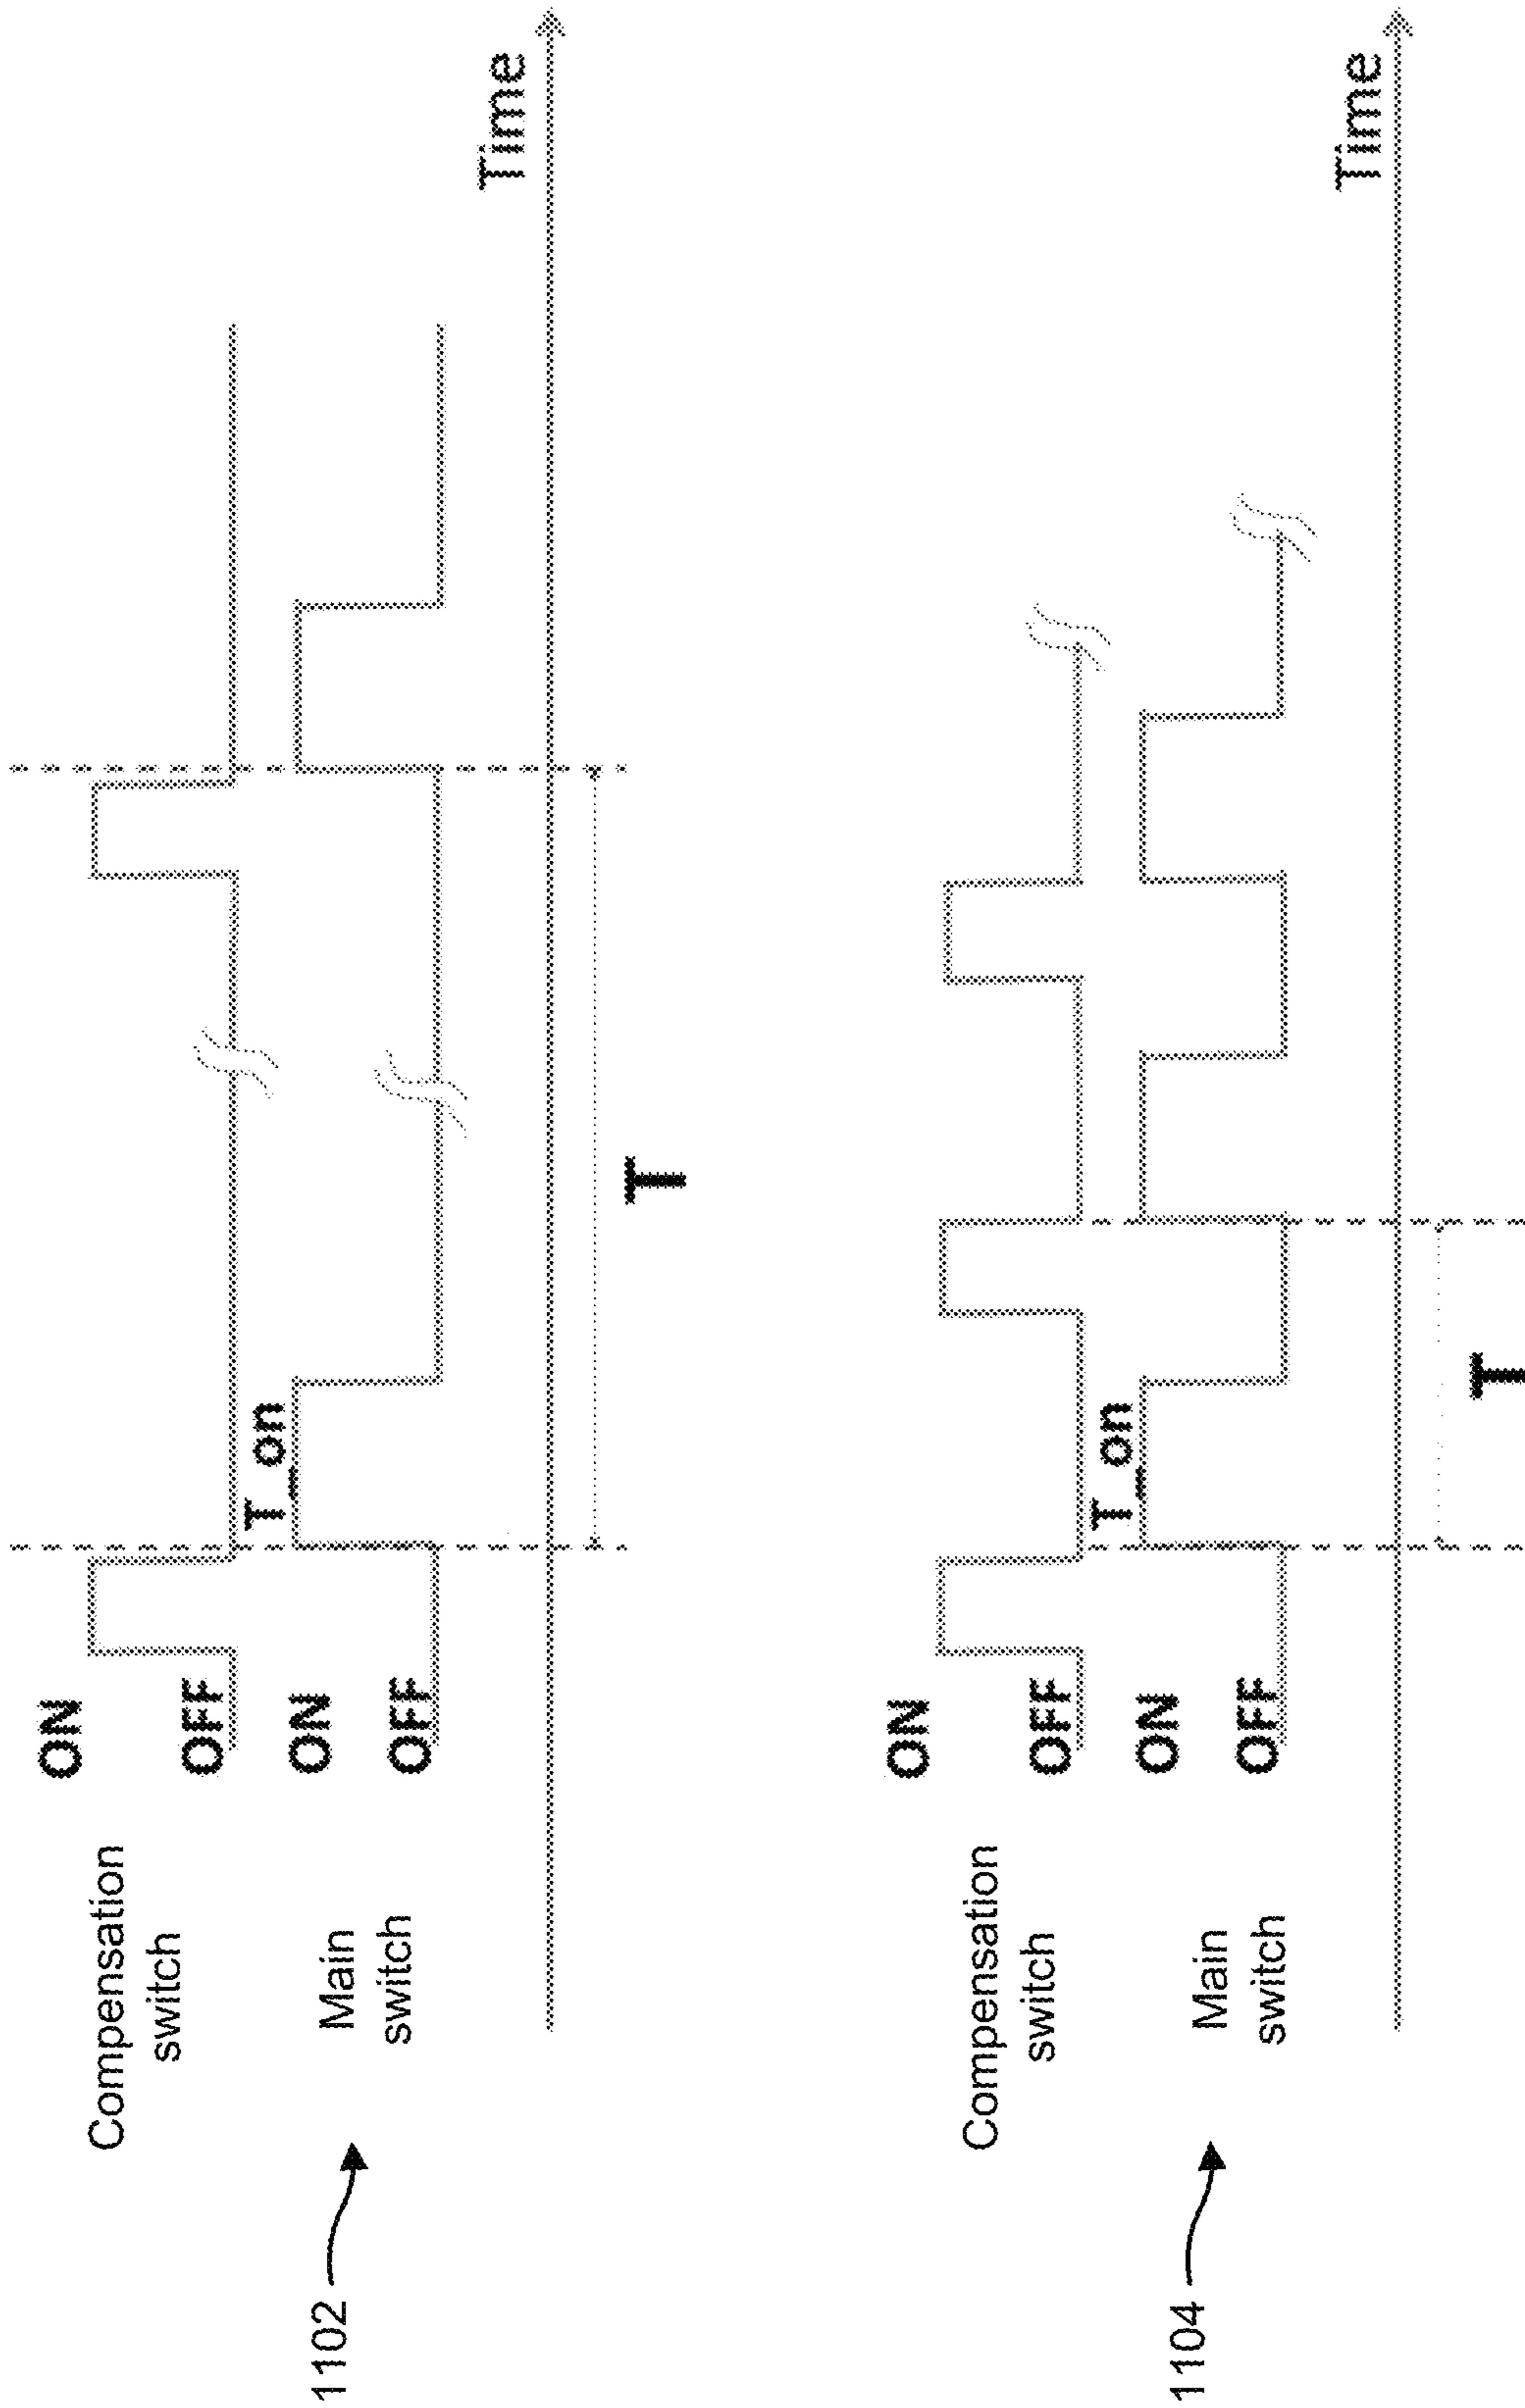 1102
Compensation
switch
ON
OFF
Main
switch
ON
OFF
T_on
Time
T
1104
Compensation
switch
ON
OFF
Main
switch
ON
OFF
T_on
Time
T